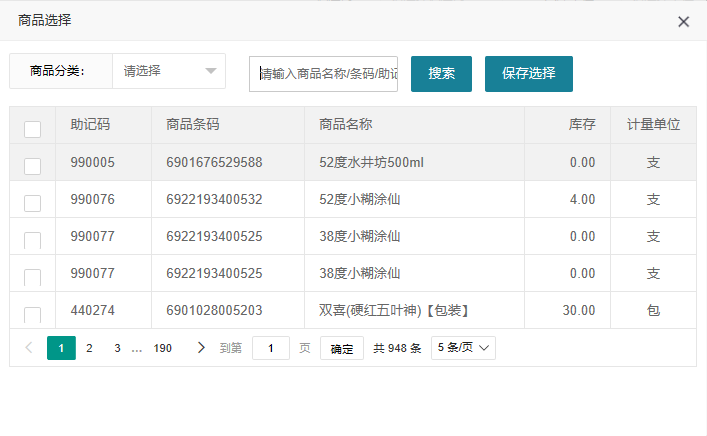 商品选择
商品分类： 请选择 请输入商品名称/条码/助记 搜索 保存选择
助记码 商品条码 商品名称 库存 计量单位
990005 6901676529588 52度水井坊500ml 0.00 支
990076 6922193400532 52度小糊涂仙 4.00 支
990077 6922193400525 38度小糊涂仙 0.00 支
990077 6922193400525 38度小糊涂仙 0.00 支
440274 6901028005203 双喜(硬红五叶神)【包装】 30.00 包
1 2 3 … 190 到第 1 页 确定 共 948 条 5 条/页